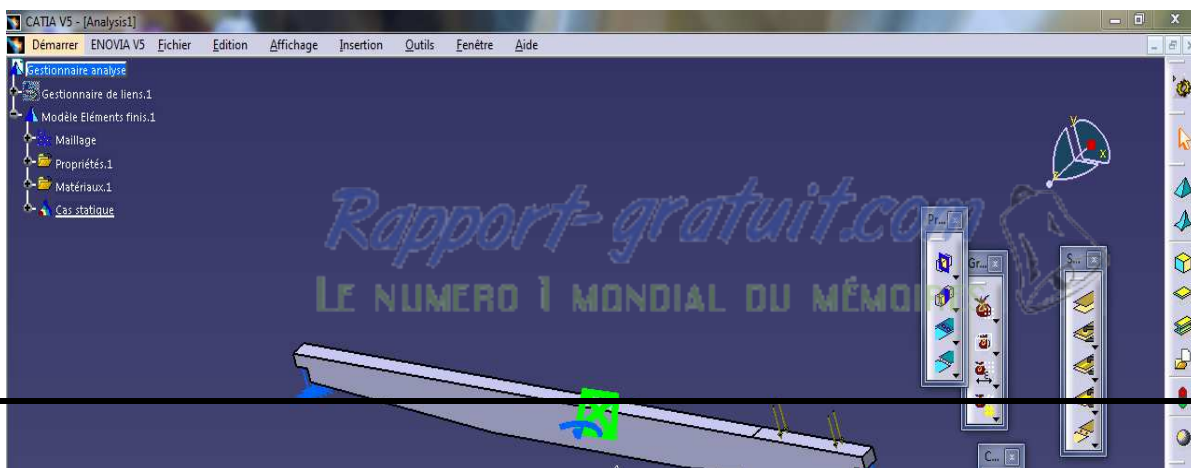 CATIA V5 - [Analysis1]
Démarrer ENOVIA V5 Fichier Edition Affichage Insertion Outils Fenêtre Aide
Gestionnaire analyse
Gestionnaire de liens.1
Modèle Eléments finis.1
Maillage
Propriétés.1
Matériaux.1
Cas statique
y
x
z
Rapport-gratuit.com
LE NUMERO 1 MONDIAL DU MÉMOIRES
Pr...
Gr...
S...
C...